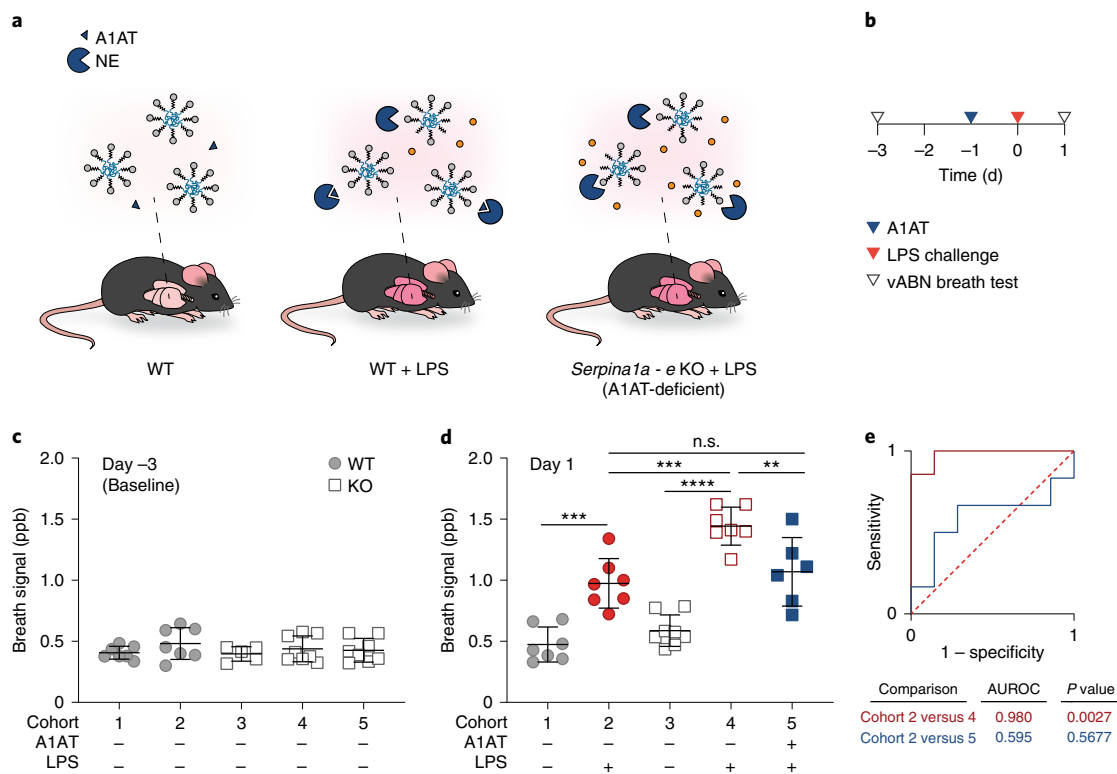 a
A1AT
NE
WT
WT + LPS
Serpina1a - e KO + LPS
(A1AT-deficient)
b
–3 –2 –1 0 1
Time (d)
A1AT
LPS challenge
vABN breath test
c
Day –3
(Baseline)
WT
KO
Breath signal (ppb)
2.0
1.5
1.0
0.5
0
Cohort 1 2 3 4 5
A1AT – – – – –
LPS – – – – –
d
Day 1
n.s.
*** **
****
***
Breath signal (ppb)
2.0
1.5
1.0
0.5
0
1 2 3 4 5
– – – – +
– + – + +
e
Sensitivity
1
0
0 1
1 – specificity
Comparison AUROC P value
Cohort 2 versus 4 0.980 0.0027
Cohort 2 versus 5 0.595 0.5677